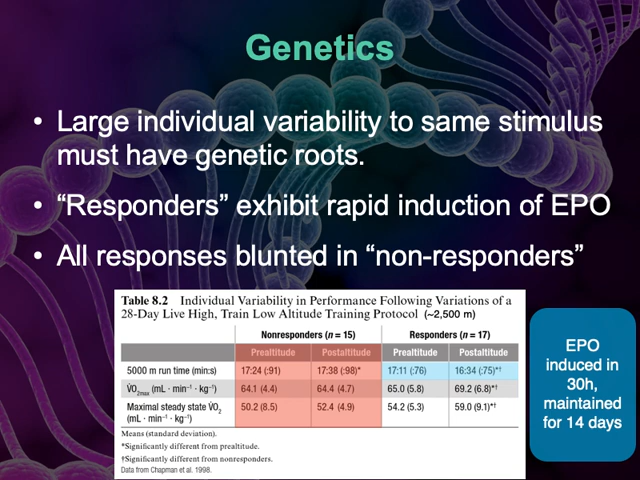 Genetics
• Large individual variability to same stimulus
must have genetic roots.
• “Responders” exhibit rapid induction of EPO
• All responses blunted in “non-responders”
Table 8.2 Individual Variability in Performance Following Variations of a
28-Day Live High, Train Low Altitude Training Protocol (~2,500 m)
Nonresponders (n = 15) Responders (n = 17)
Prealtitude Postaltitude Prealtitude Postaltitude
5000 m run time (min:s) 17:24 (:91) 17:38 (:98)* 17:11 (:76) 16:34 (:75)*†
V̇O2max (mL · min⁻¹ · kg⁻¹) 64.1 (4.4) 64.4 (4.7) 65.0 (5.8) 69.2 (6.8)*†
Maximal steady state V̇O2 50.2 (8.5) 52.4 (4.9) 54.2 (5.3) 59.0 (9.1)*†
(mL · min⁻¹ · kg⁻¹)
Means (standard deviation).
*Significantly different from prealtitude.
†Significantly different from nonresponders.
Data from Chapman et al. 1998.
EPO
induced in
30h,
maintained
for 14 days